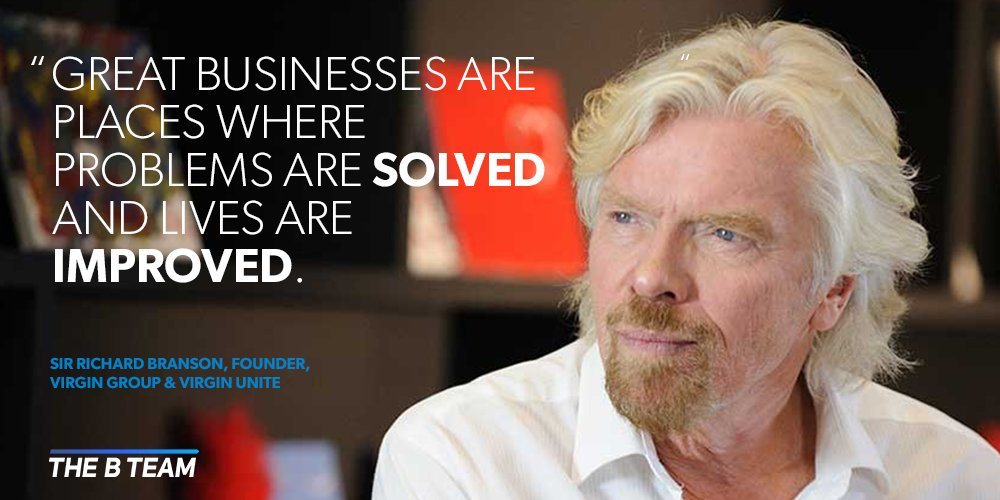 “ GREAT BUSINESSES ARE “
PLACES WHERE
PROBLEMS ARE SOLVED
AND LIVES ARE
IMPROVED.
SIR RICHARD BRANSON, FOUNDER,
VIRGIN GROUP & VIRGIN UNITE
THE B TEAM